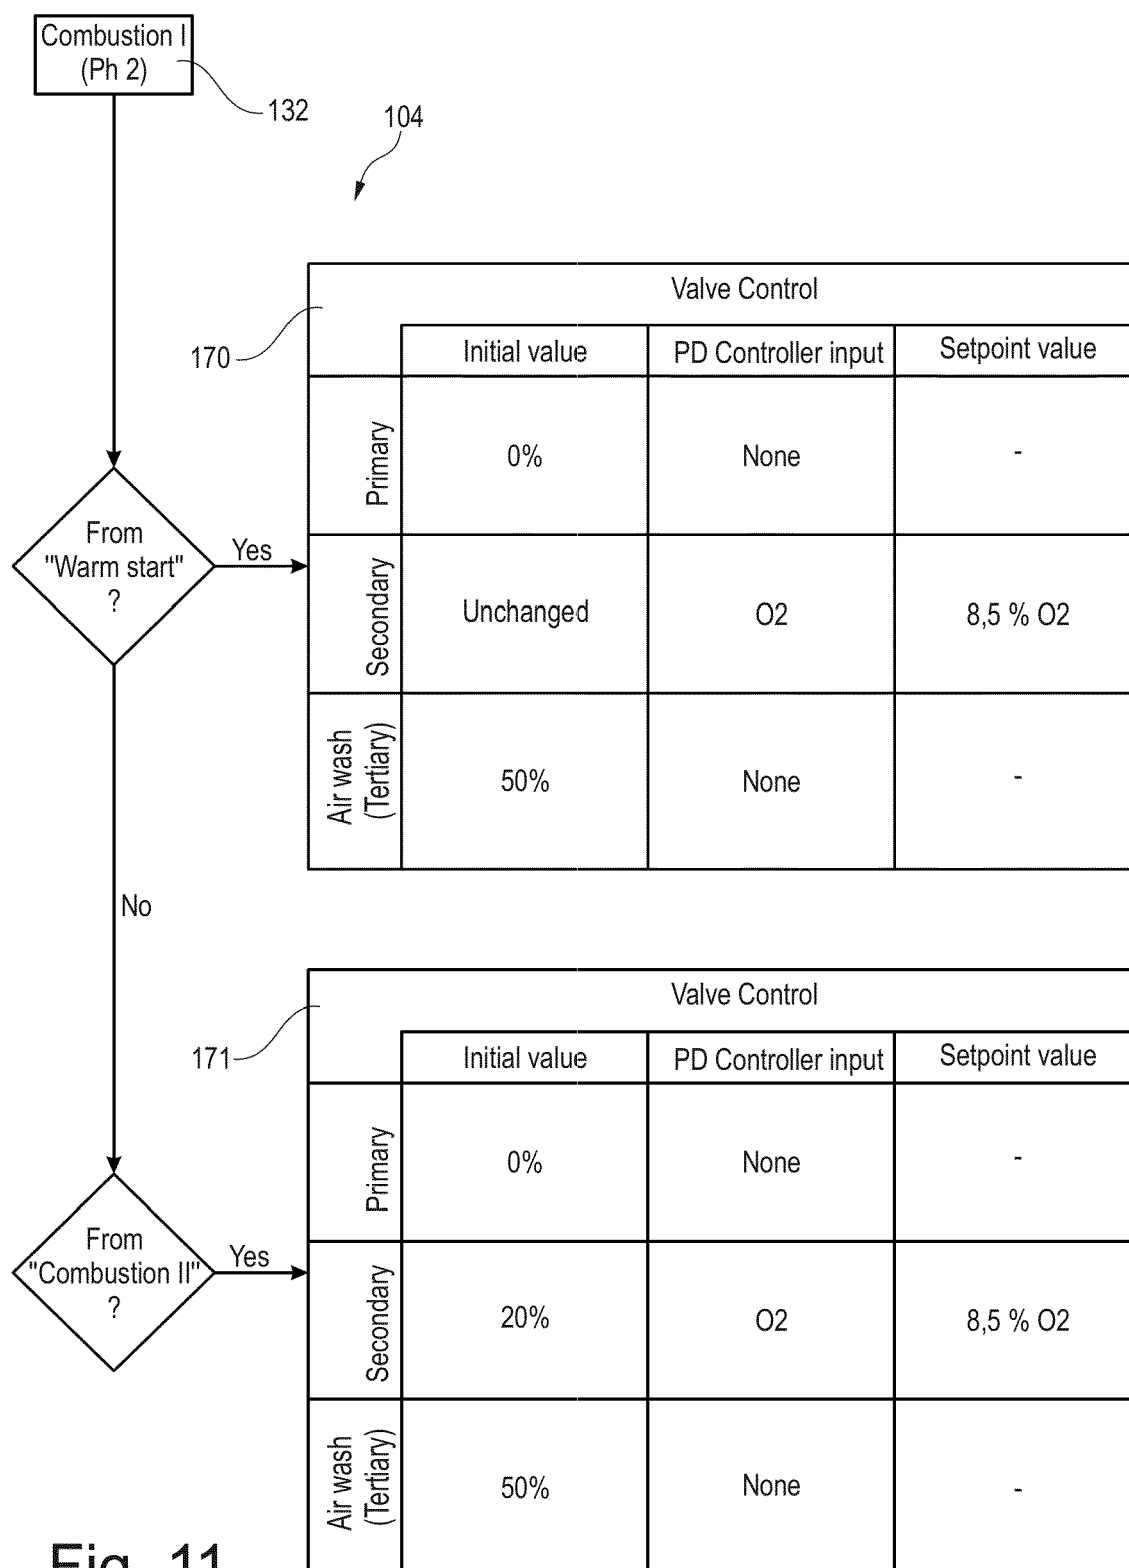 Combustion I
(Ph 2)
132
104
Valve Control
170
Initial value
PD Controller input
Setpoint value
Primary
0%
None
-
From
"Warm start"
?
Yes
Secondary
Unchanged
O2
8,5 % O2
Air wash
(Tertiary)
50%
None
-
No
Valve Control
171
Initial value
PD Controller input
Setpoint value
Primary
0%
None
-
From
"Combustion II"
?
Yes
Secondary
20%
O2
8,5 % O2
Air wash
(Tertiary)
50%
None
-
Fig. 11